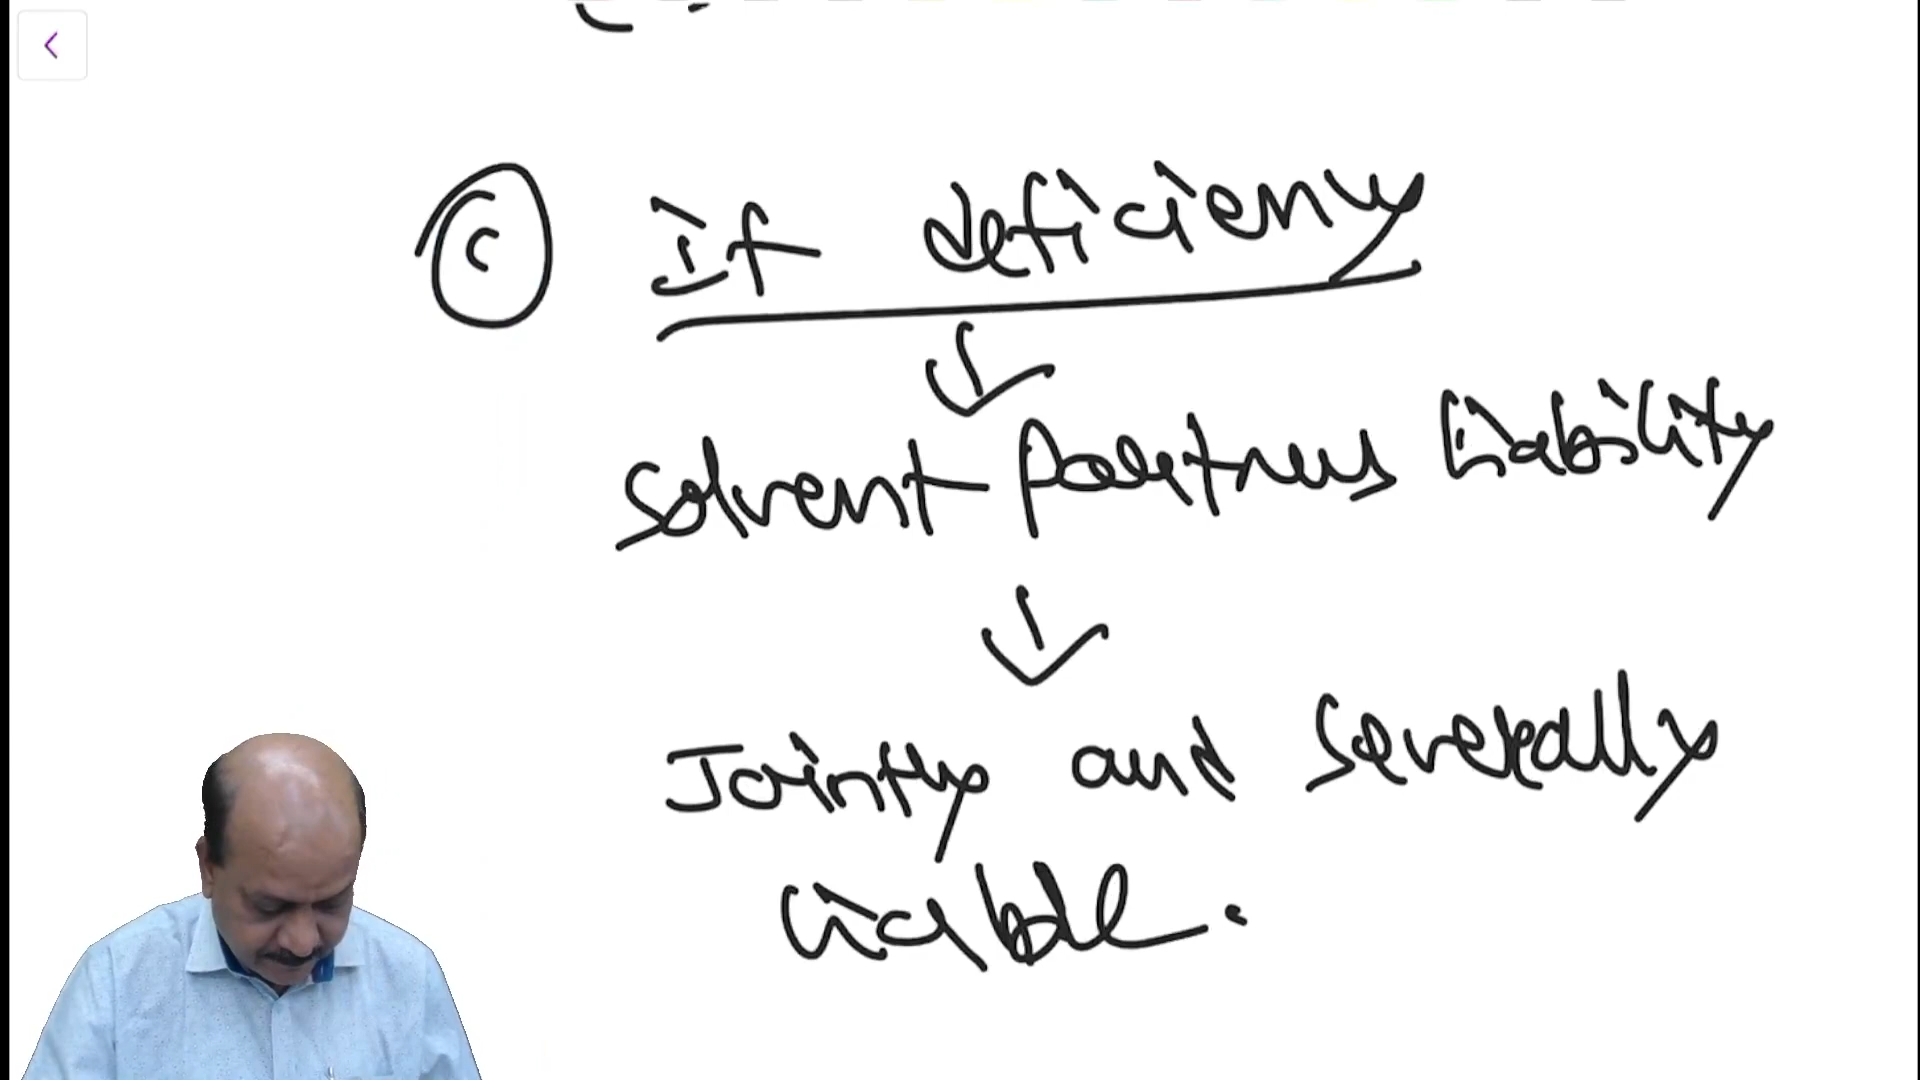 C If deficiency
Solvent Partners liability
Jointly and Severally
liable.